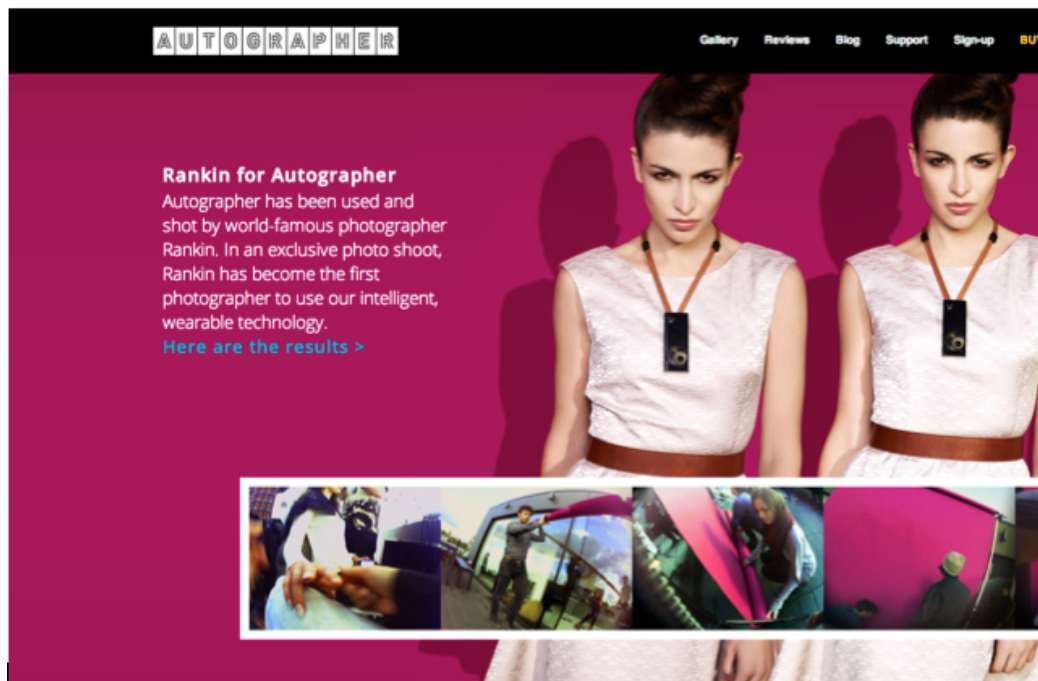 AUTOGRAPHER
Gallery Reviews Blog Support Sign-up BUY
Rankin for Autographer
Autographer has been used and
shot by world-famous photographer
Rankin. In an exclusive photo shoot,
Rankin has become the first
photographer to use our intelligent,
wearable technology.
Here are the results >